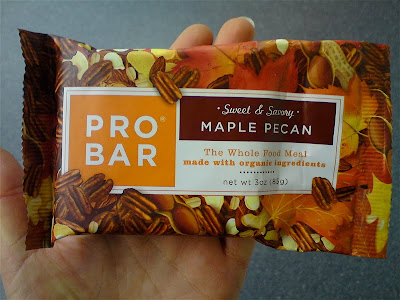 PRO®
BAR
• Sweet & Savory •
MAPLE PECAN
The Whole Food Meal
made with organic ingredients
net wt 3oz (85g)